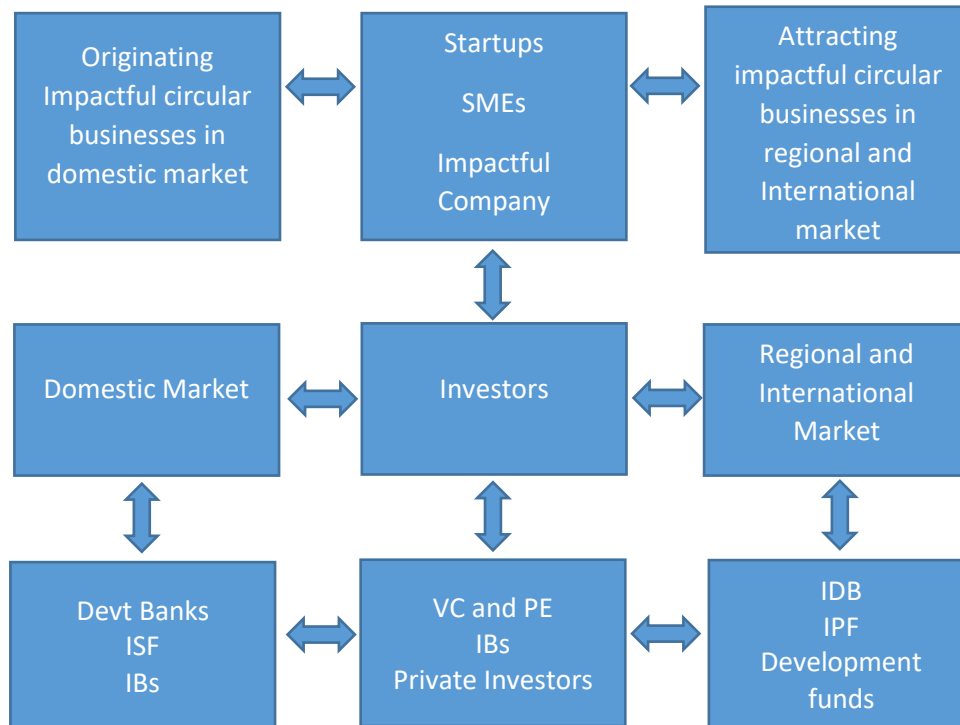 Originating
Impactful circular
businesses in
domestic market
Startups
SMEs
Impactful
Company
Attracting
impactful circular
businesses in
regional and
International
market
Domestic Market
Investors
Regional and
International
Market
Devt Banks
ISF
IBs
VC and PE
IBs
Private Investors
IDB
IPF
Development
funds